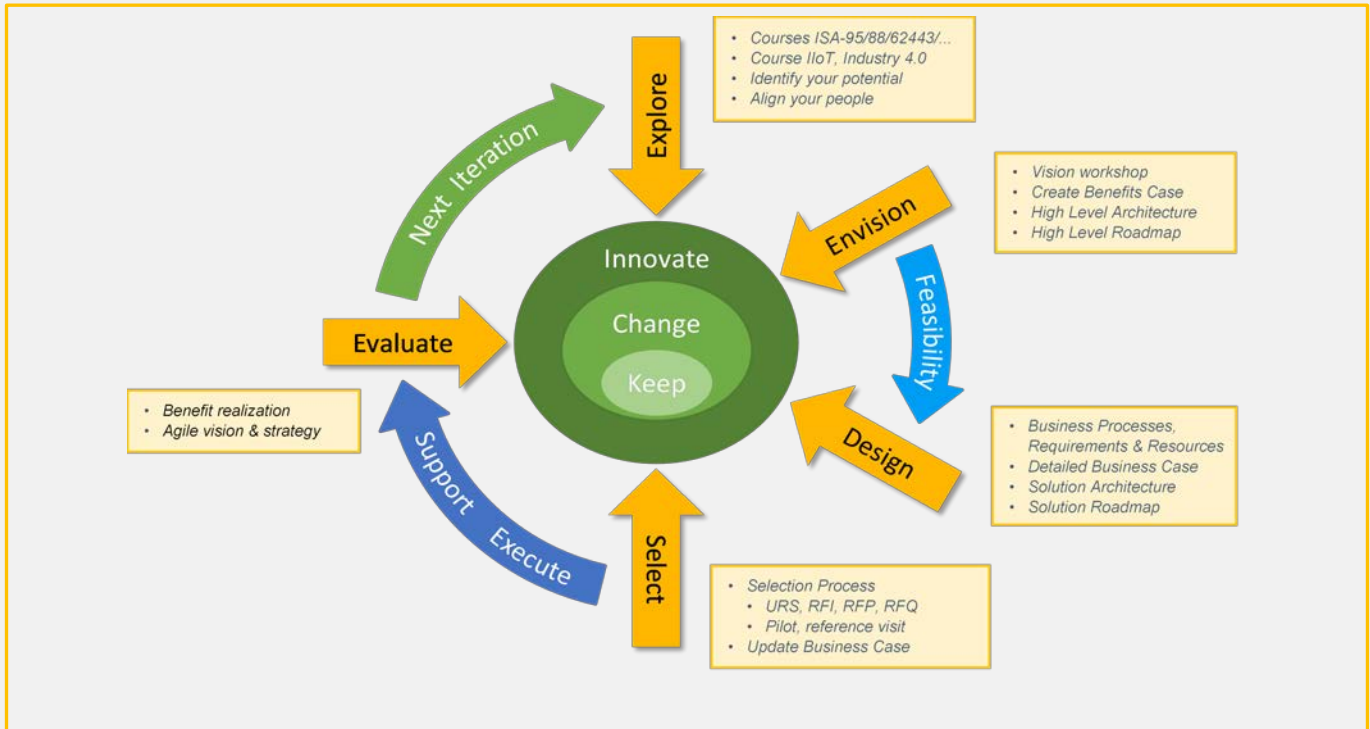 Explore
• Courses ISA-95/88/62443/...
• Course IIoT, Industry 4.0
• Identify your potential
• Align your people
Envision
• Vision workshop
• Create Benefits Case
• High Level Architecture
• High Level Roadmap
Feasibility
Design
• Business Processes,
Requirements & Resources
• Detailed Business Case
• Solution Architecture
• Solution Roadmap
Select
• Selection Process
• URS, RFI, RFP, RFQ
• Pilot, reference visit
• Update Business Case
Support Execute
Evaluate
• Benefit realization
• Agile vision & strategy
Next Iteration
Innovate
Change
Keep